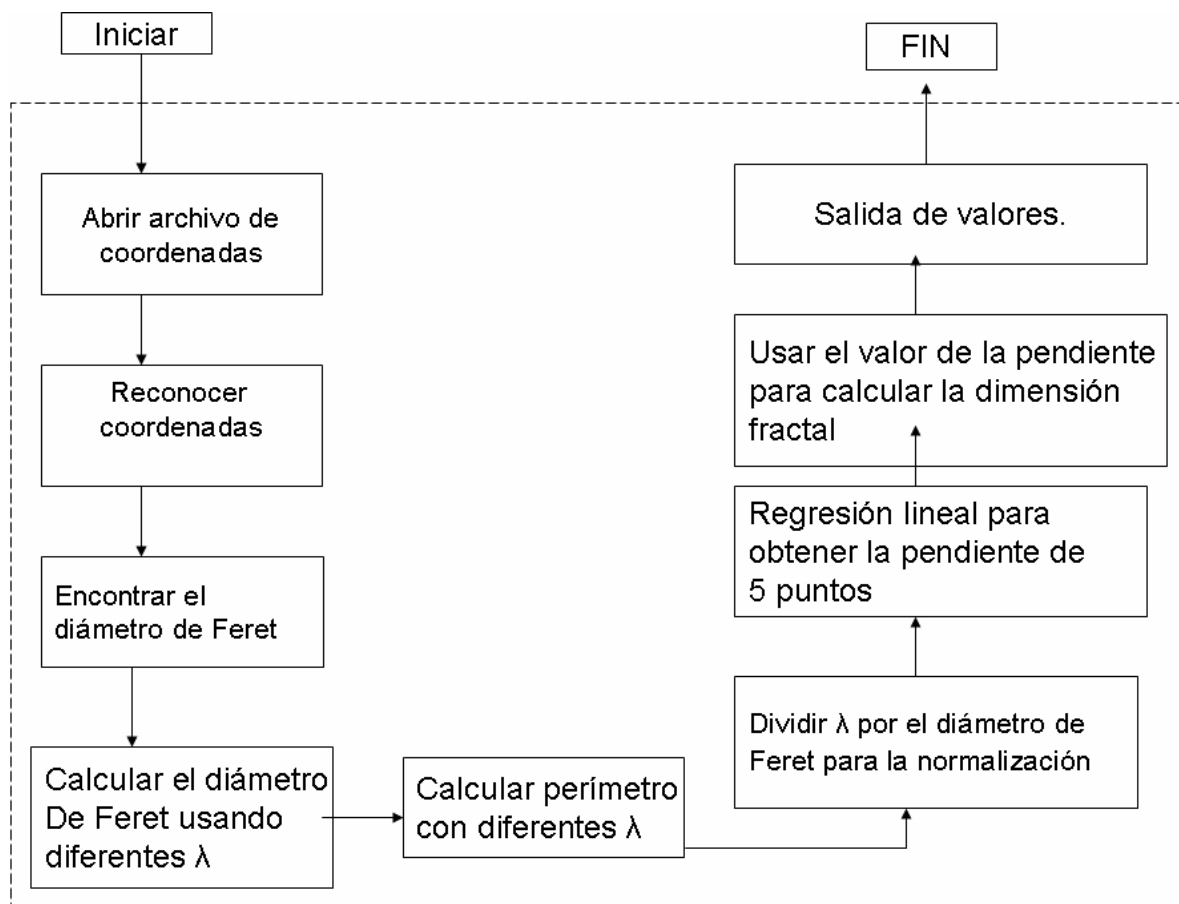 Iniciar
Abrir archivo de
coordenadas
Reconocer
coordenadas
Encontrar el
diámetro de Feret
Calcular el diámetro
De Feret usando
diferentes λ
Calcular perímetro
con diferentes λ
Dividir λ por el diámetro de
Feret para la normalización
Regresión lineal para
obtener la pendiente de
5 puntos
Usar el valor de la pendiente
para calcular la dimensión
fractal
Salida de valores.
FIN